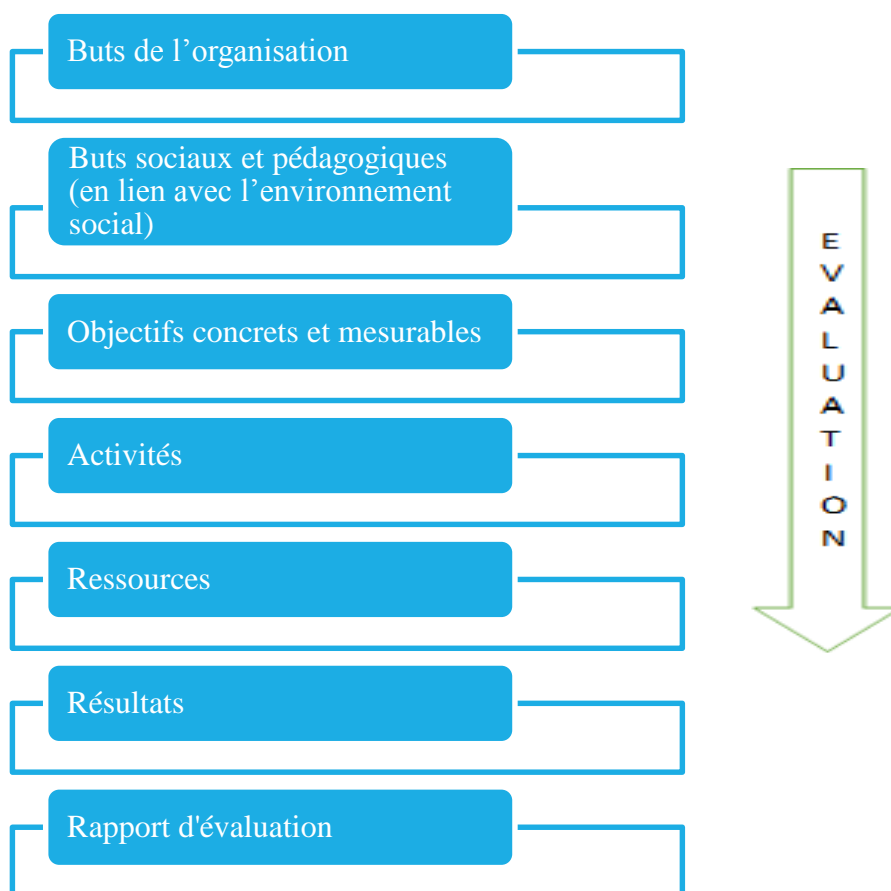 Buts de l’organisation
Buts sociaux et pédagogiques
(en lien avec l’environnement
social)
Objectifs concrets et mesurables
Activités
Ressources
Résultats
Rapport d'évaluation
E
V
A
L
U
A
T
I
O
N